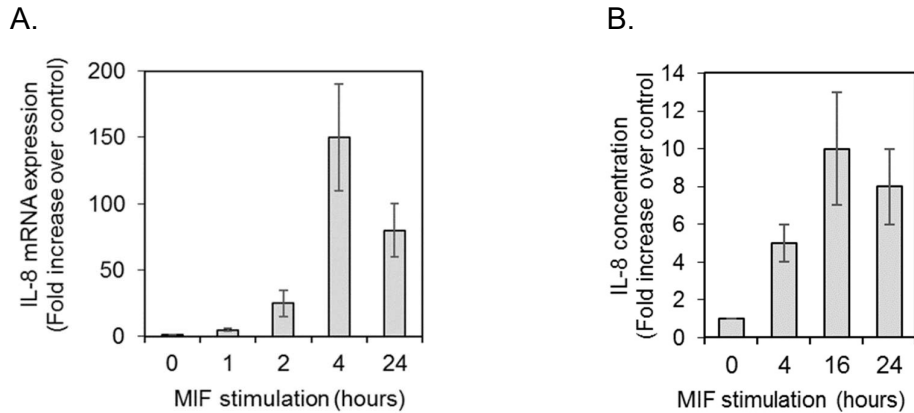 A.
IL-8 mRNA expression
(Fold increase over control)
200
150
100
50
0
0 1 2 4 24
MIF stimulation (hours)
B.
IL-8 concentration
(Fold increase over control
14
12
10
8
6
4
2
0
0 4 16 24
MIF stimulation (hours)